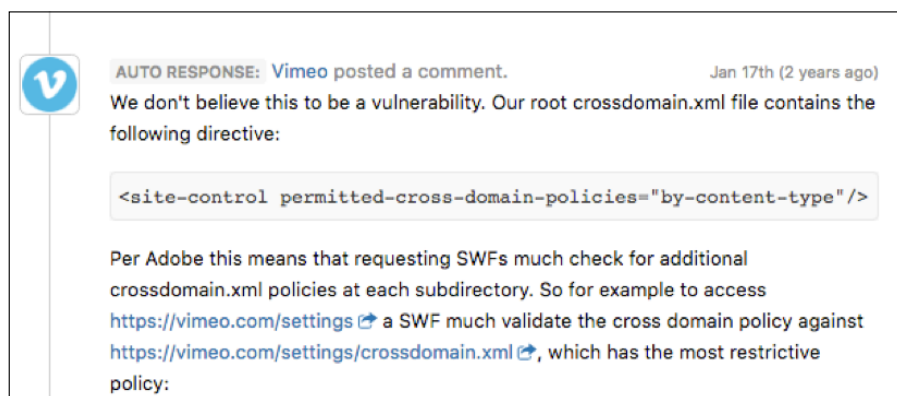 AUTO RESPONSE: Vimeo posted a comment. Jan 17th (2 years ago)
We don't believe this to be a vulnerability. Our root crossdomain.xml file contains the
following directive:
<site-control permitted-cross-domain-policies="by-content-type"/>
Per Adobe this means that requesting SWFs much check for additional
crossdomain.xml policies at each subdirectory. So for example to access
https://vimeo.com/settings a SWF much validate the cross domain policy against
https://vimeo.com/settings/crossdomain.xml, which has the most restrictive
policy: